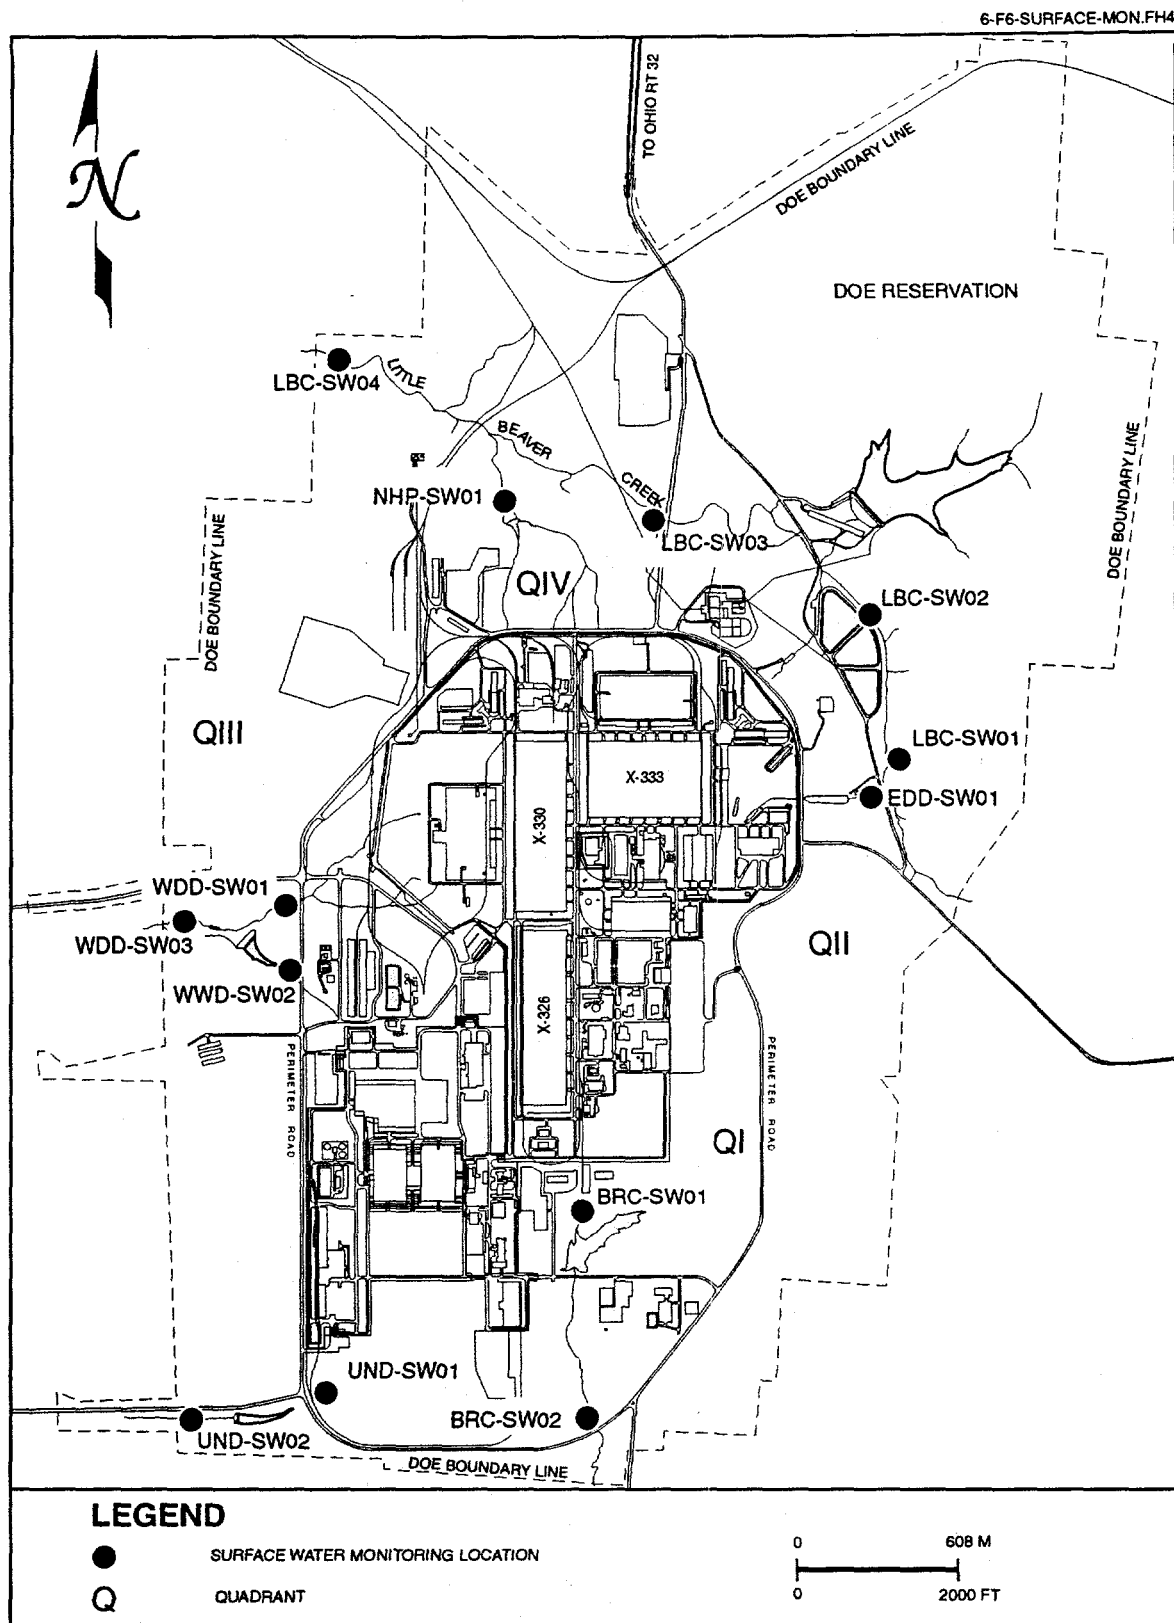 6-F6-SURFACE-MON.FH4
N
TO OHIO RT 32
DOE BOUNDARY LINE
DOE RESERVATION
LBC-SW04
LITTLE
BEAVER
CREEK
NHP-SW01
LBC-SW03
DOE BOUNDARY LINE
DOE BOUNDARY LINE
QIV
LBC-SW02
QIII
LBC-SW01
X-333
EDD-SW01
X-330
WDD-SW01
WDD-SW03
QII
WWD-SW02
X-326
PERIMETER ROAD
PERIMETER ROAD
QI
BRC-SW01
UND-SW01
BRC-SW02
UND-SW02
DOE BOUNDARY LINE
LEGEND
SURFACE WATER MONITORING LOCATION
Q QUADRANT
0 608 M
0 2000 FT